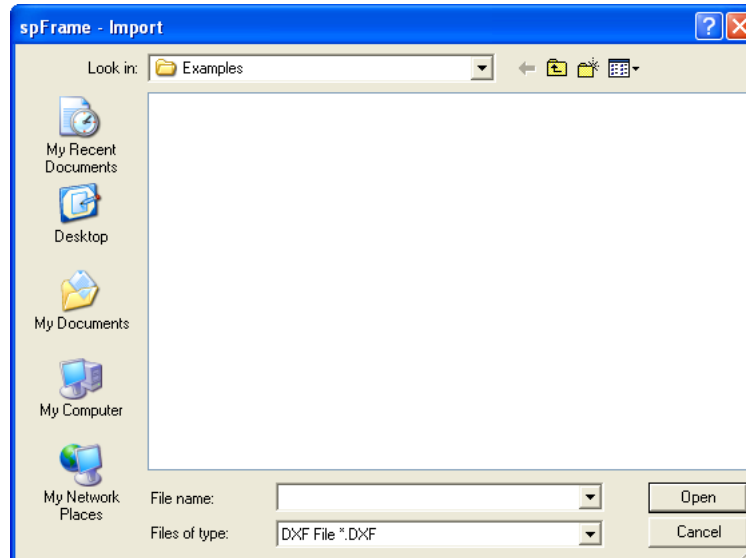 spFrame - Import
Look in:
Examples
My Recent
Documents
Desktop
My Documents
My Computer
My Network
Places
File name:
Open
Files of type:
DXF File *.DXF
Cancel